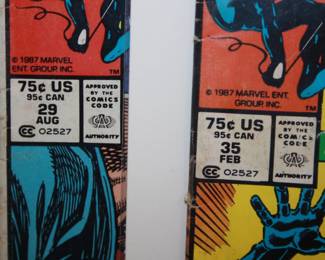 © 1987 MARVEL
ENT. GROUP, INC.
TM
75¢ US
95¢ CAN
29
AUG
CC 02527
APPROVED
BY THE
COMICS
CODE
AUTHORITY
© 1987 MARVEL
ENT. GROUP, INC.
TM
75¢ US
95¢ CAN
35
FEB
CC 02527
APPROVED
BY THE
COMICS
CODE
AUTHORITY